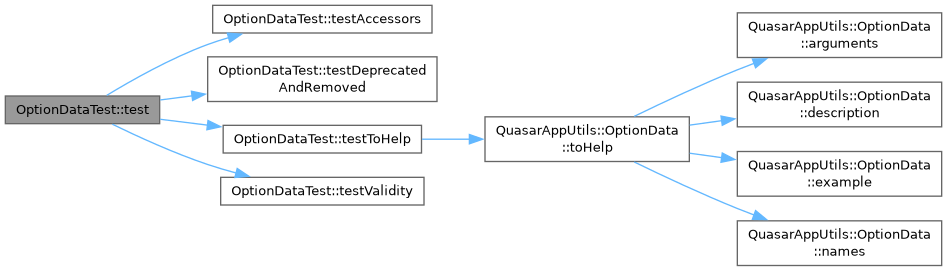 OptionDataTest::test
OptionDataTest::testAccessors
OptionDataTest::testDeprecated
AndRemoved
OptionDataTest::testToHelp
OptionDataTest::testValidity
QuasarAppUtils::OptionData
::toHelp
QuasarAppUtils::OptionData
::arguments
QuasarAppUtils::OptionData
::description
QuasarAppUtils::OptionData
::example
QuasarAppUtils::OptionData
::names